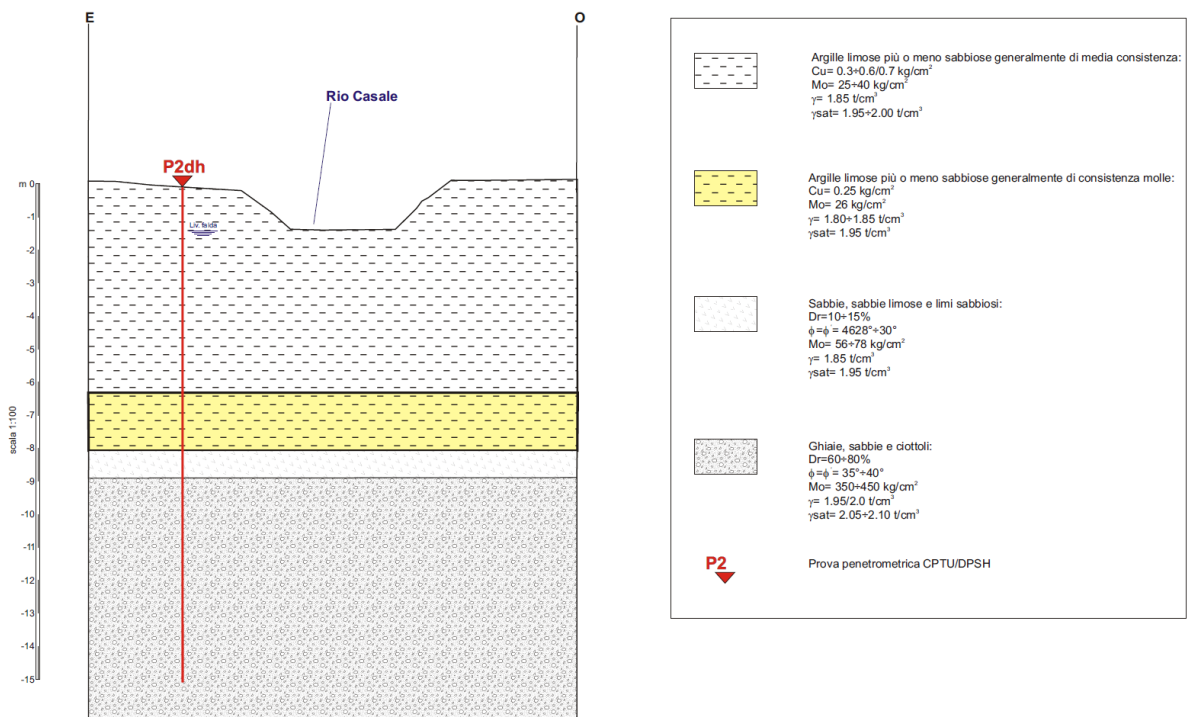 E
O
Rio Casale
P2dh
Liv. falda
m 0
-1
-2
-3
-4
-5
-6
-7
-8
-9
-10
-11
-12
-13
-14
-15
scala 1:100
Argille limose più o meno sabbiose generalmente di media consistenza:
Cu= 0.3÷0.6/0.7 kg/cm²
Mo= 25÷40 kg/cm²
γ= 1.85 t/cm³
γsat= 1.95÷2.00 t/cm³
Argille limose più o meno sabbiose generalmente di consistenza molle:
Cu= 0.25 kg/cm²
Mo= 26 kg/cm²
γ= 1.80÷1.85 t/cm³
γsat= 1.95 t/cm³
Sabbie, sabbie limose e limi sabbiosi:
Dr=10÷15%
ϕ=ϕ'= 4628°÷30°
Mo= 56÷78 kg/cm²
γ= 1.85 t/cm³
γsat= 1.95 t/cm³
Ghiaie, sabbie e ciottoli:
Dr=60÷80%
ϕ=ϕ'= 35°÷40°
Mo= 350÷450 kg/cm²
γ= 1.95/2.0 t/cm³
γsat= 2.05÷2.10 t/cm³
P2
Prova penetrometrica CPTU/DPSH